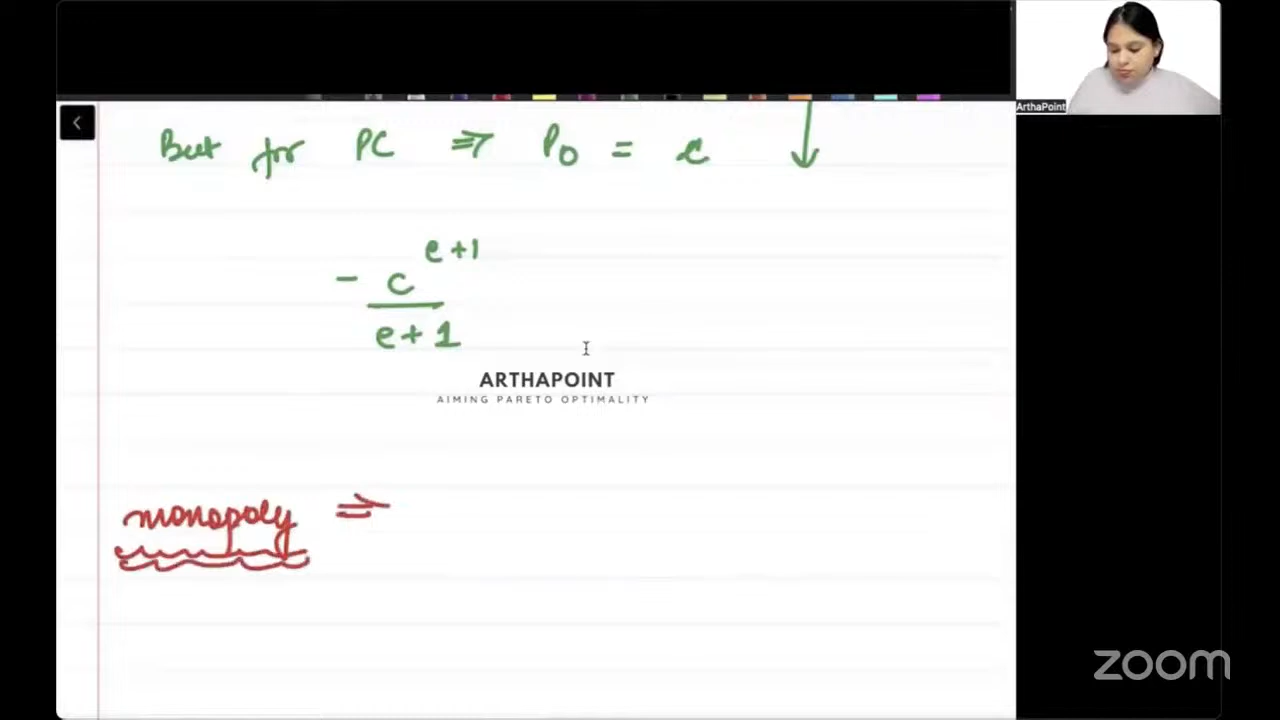 ArthaPoint
But for PC ⇒ P₀ = c ↓
- c^(e+1)
e+1
ARTHAPOINT
AIMING PARETO OPTIMALITY
monopoly ⇒
zoom